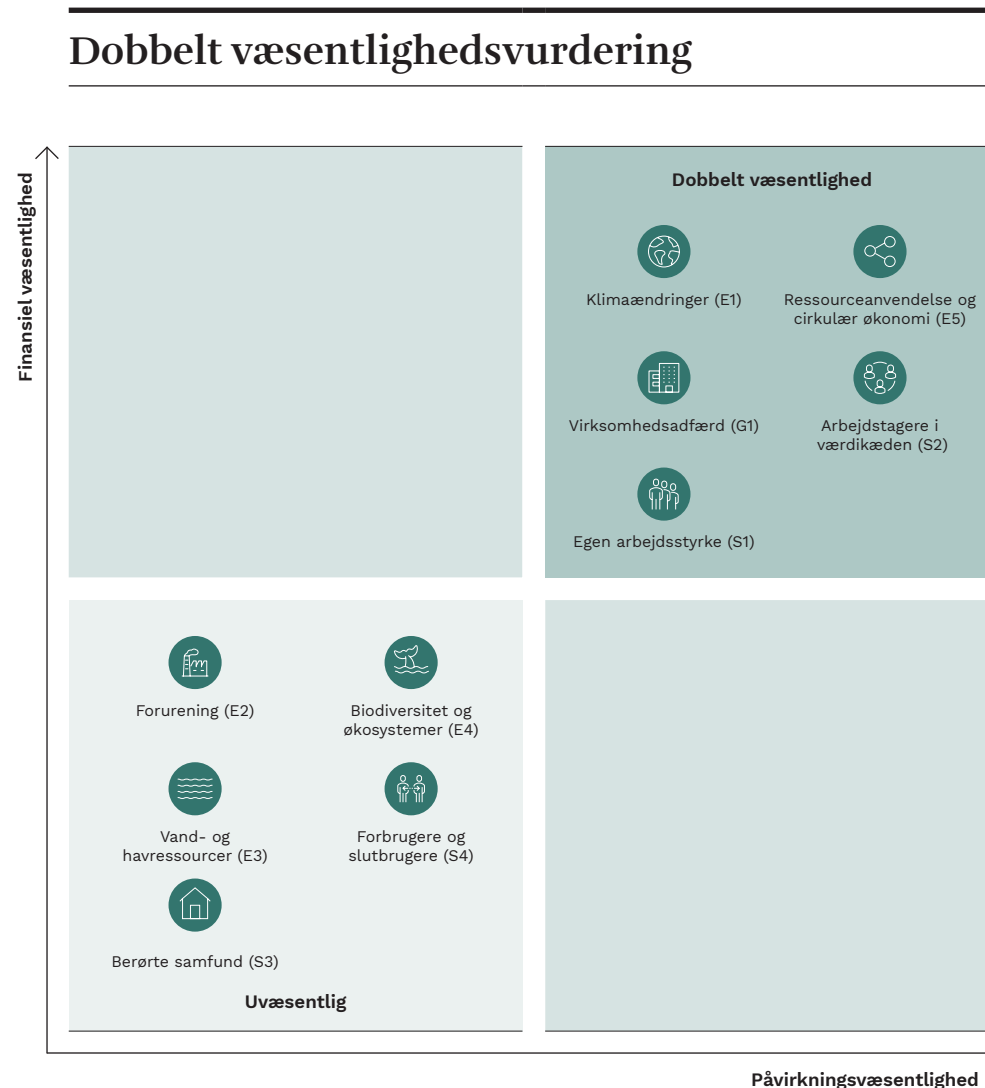 Dobbelt væsentlighedsvurdering
Finansiel væsentlighed
Dobbelt væsentlighed
Klimaændringer (E1)
Ressourceanvendelse og
cirkulær økonomi (E5)
Virksomhedsadfærd (G1)
Arbejdstagere i
værdikæden (S2)
Egen arbejdsstyrke (S1)
Forurening (E2)
Biodiversitet og
økosystemer (E4)
Vand- og
havressourcer (E3)
Forbrugere og
slutbrugere (S4)
Berørte samfund (S3)
Uvæsentlig
Påvirkningsvæsentlighed